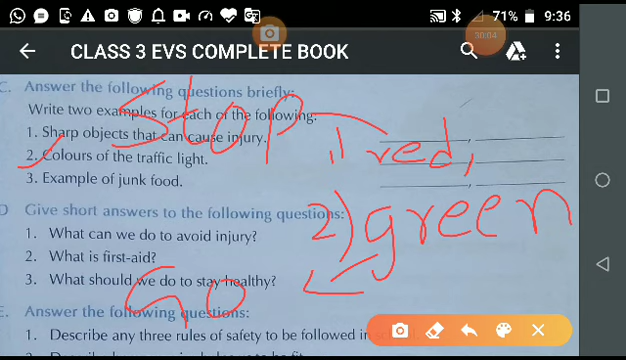 71% 9:36
00:04
CLASS 3 EVS COMPLETE BOOK
C. Answer the following questions briefly:
Write two examples for each of the following:
1. Sharp objects that can cause injury.
2. Colours of the traffic light.
3. Example of junk food.
Stop
1 red,
2) green
Go
D Give short answers to the following questions:
1. What can we do to avoid injury?
2. What is first-aid?
3. What should we do to stay healthy?
E. Answer the following questions:
1. Describe any three rules of safety to be followed in